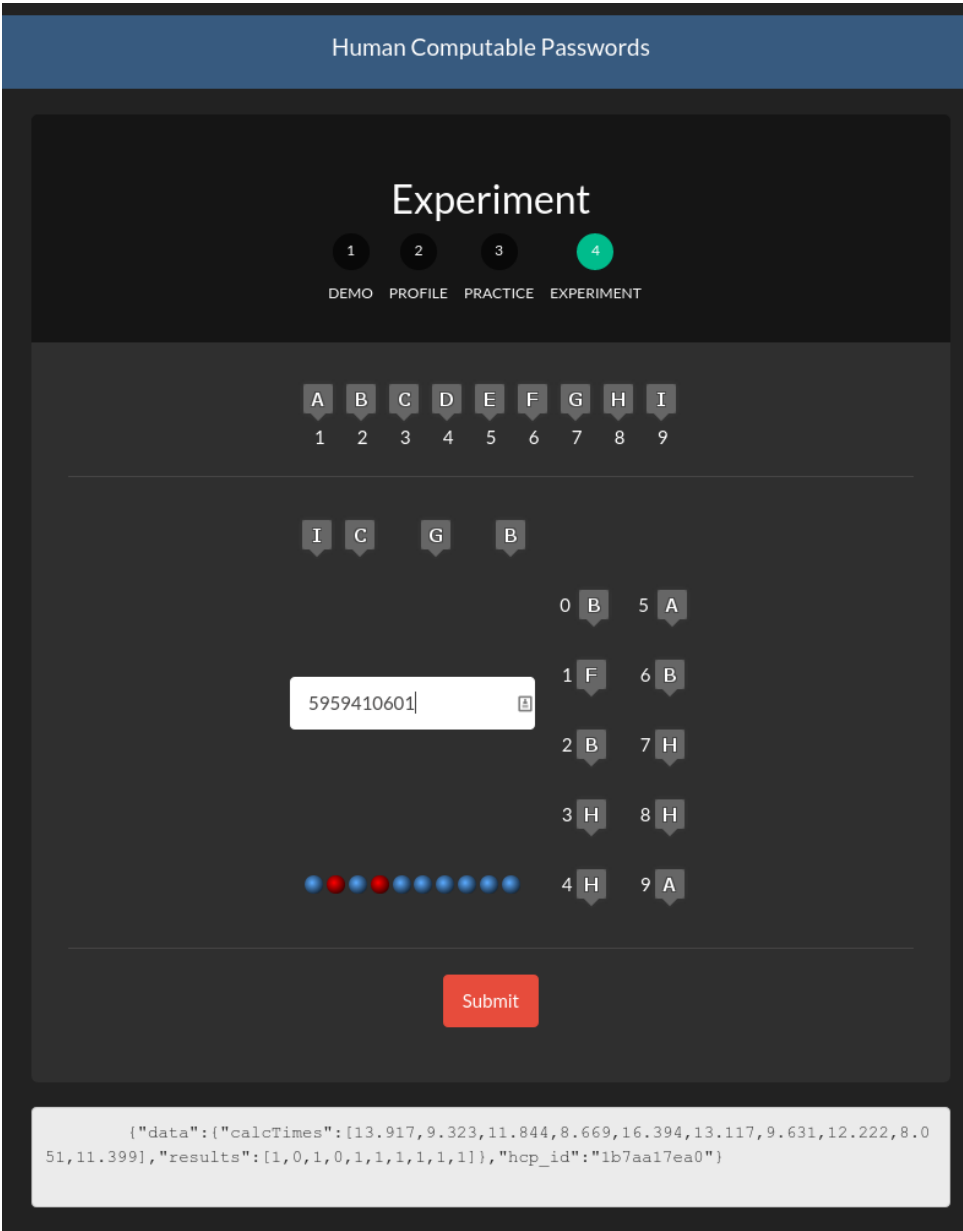 Human Computable Passwords
Experiment
1 2 3 4
DEMO PROFILE PRACTICE EXPERIMENT
A B C D E F G H I
1 2 3 4 5 6 7 8 9
I C G B
0 B 5 A
1 F 6 B
5959410601
2 B 7 H
3 H 8 H
4 H 9 A
Submit
{"data":{"calcTimes":[13.917,9.323,11.844,8.669,16.394,13.117,9.631,12.222,8.0
51,11.399],"results":[1,0,1,0,1,1,1,1,1,1]},"hcp_id":"1b7aa17ea0"}